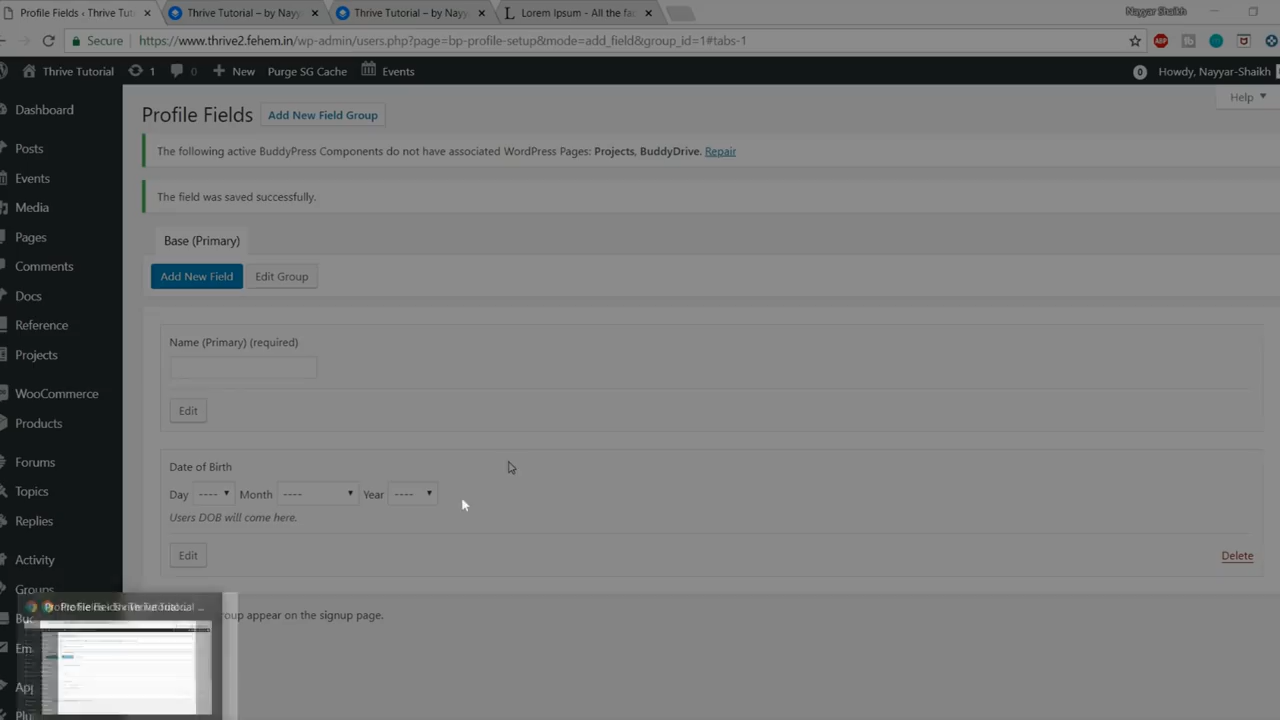 Profile Fields ‹ Thrive Tut
Thrive Tutorial – by Nayy
Thrive Tutorial – by Nayy
Lorem Ipsum - All the fa
Nayyar Shaikh
Secure
https://www.thrive2.fehem.in/wp-admin/users.php?page=bp-profile-setup&mode=add_field&group_id=1#tabs-1
Thrive Tutorial 1 0 New Purge SG Cache Events
0 Howdy, Nayyar-Shaikh
Help
Dashboard
Posts
Events
Media
Pages
Comments
Docs
Reference
Projects
WooCommerce
Products
Forums
Topics
Replies
Activity
Groups
Profile Fields
Add New Field Group
The following active BuddyPress Components do not have associated WordPress Pages: Projects, BuddyDrive. Repair
The field was saved successfully.
Base (Primary)
Add New Field
Edit Group
Name (Primary) (required)
Edit
Date of Birth
Day ---- Month ---- Year ----
Users DOB will come here.
Edit
Delete
group appear on the signup page.